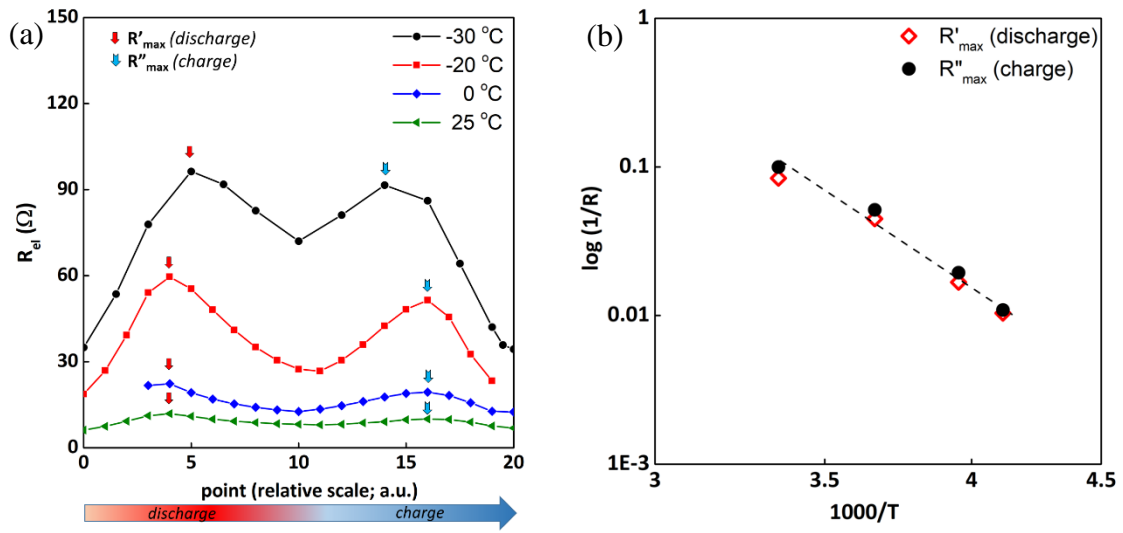 (a)
150
120
90
60
30
0
R_el (Ω)
R'max (discharge)
R"max (charge)
-30 °C
-20 °C
0 °C
25 °C
0 5 10 15 20
point (relative scale; a.u.)
discharge charge
(b)
1
0.1
0.01
1E-3
log (1/R)
R'max (discharge)
R"max (charge)
3 3.5 4 4.5
1000/T